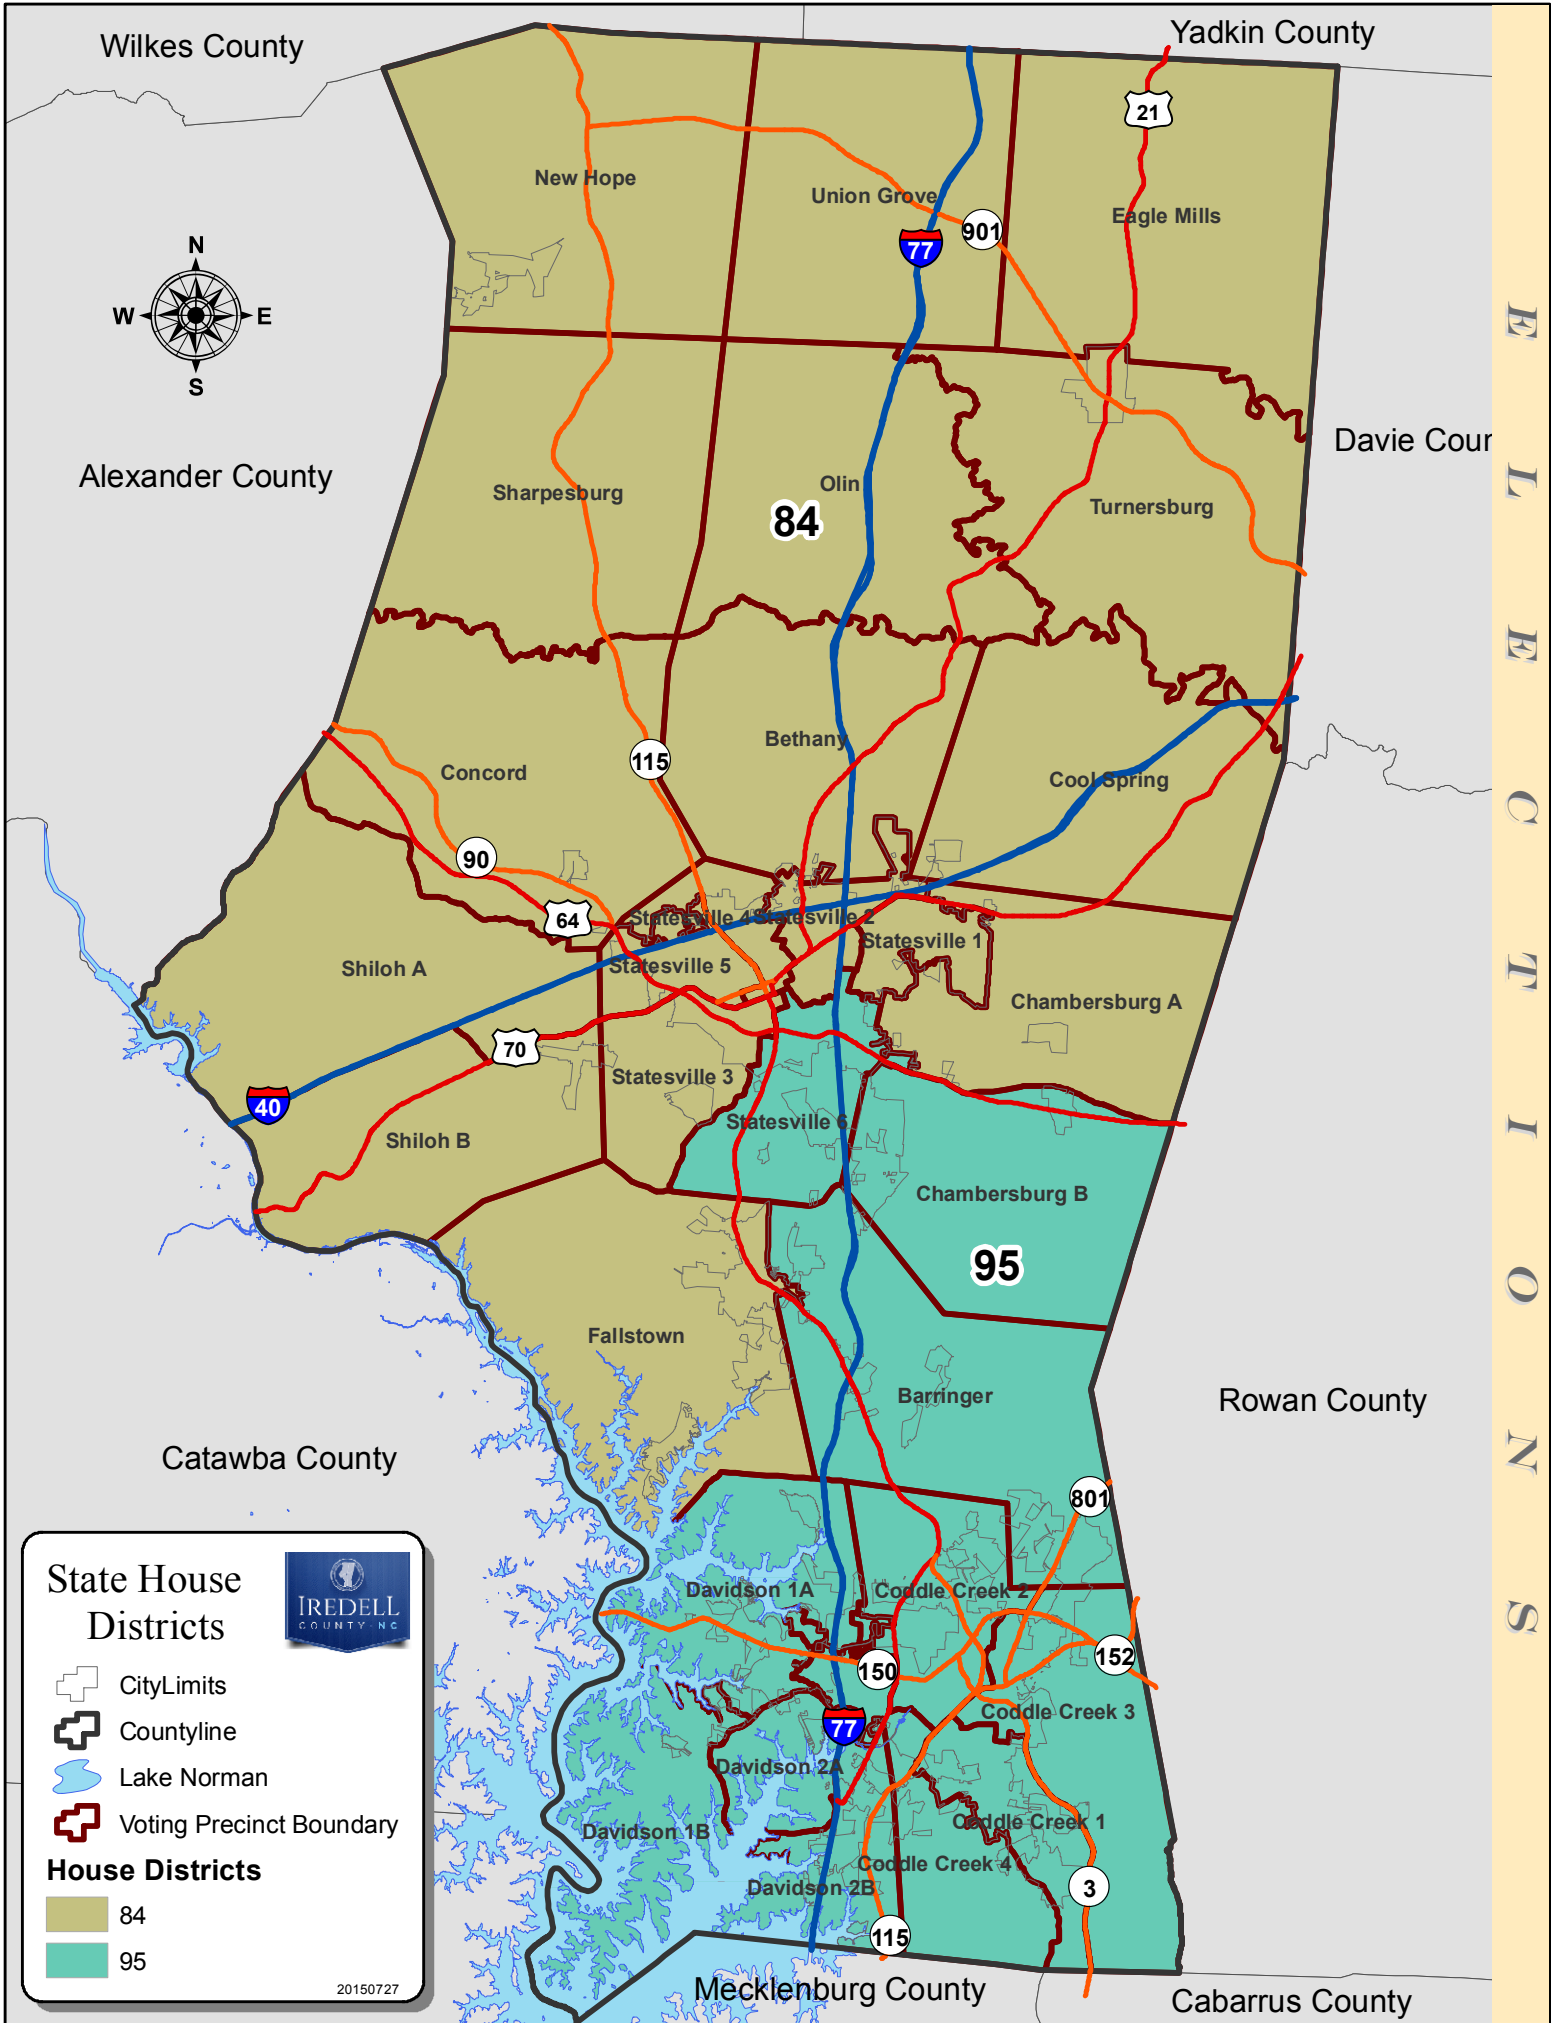 Wilkes County
Yadkin County
21
New Hope
Union Grove
Eagle Mills
901
77
N
W
E
S
Davie Coun
Alexander County
Sharpesburg
Olin
84
Turnersburg
Bethany
115
Concord
Cool Spring
90
64
Statesville 4
Statesville 2
Statesville 1
Shiloh A
Statesville 5
Chambersburg A
70
Statesville 3
40
Statesville 6
Shiloh B
Chambersburg B
95
Fallstown
Barringer
Rowan County
Catawba County
801
Davidson 1A
Coddle Creek 2
150
152
Coddle Creek 3
77
Davidson 2A
Coddle Creek 1
Davidson 1B
Coddle Creek 4
Davidson 2B
3
115
Mecklenburg County
Cabarrus County
State House
Districts
IREDELL
COUNTY NC
CityLimits
Countyline
Lake Norman
Voting Precinct Boundary
House Districts
84
95
20150727
ELECTIONS